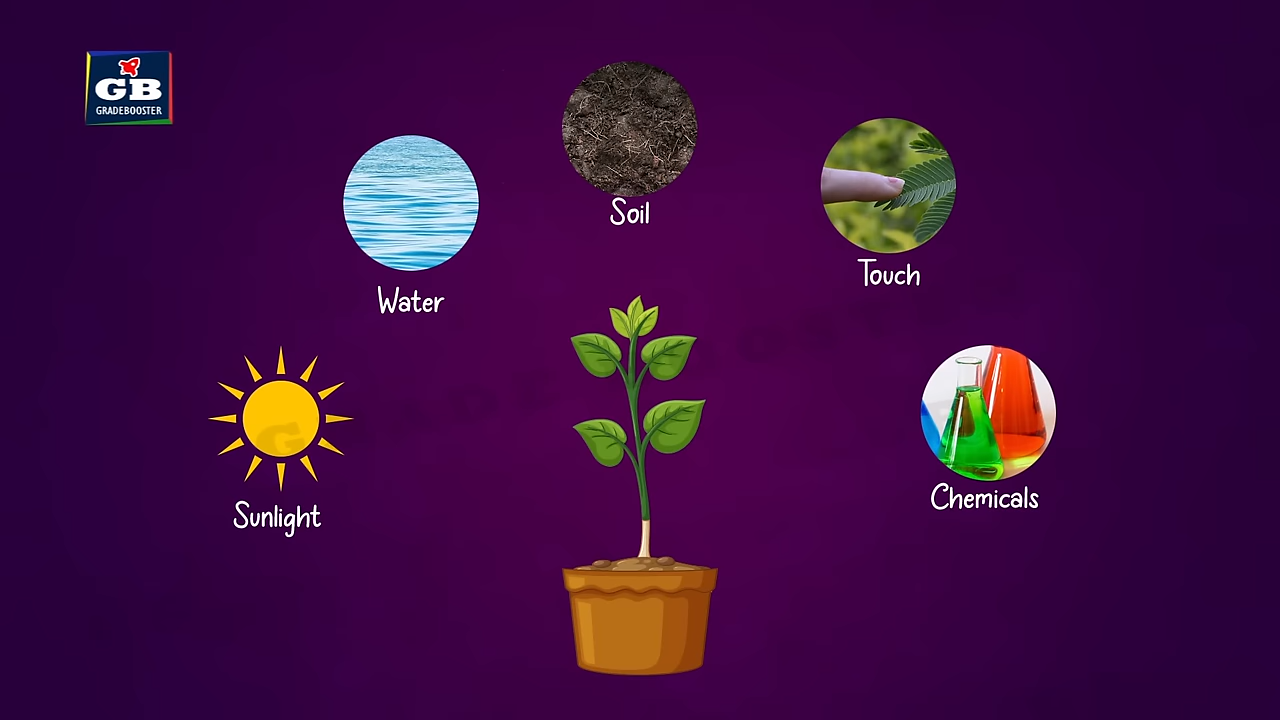 GB
GRADEBOOSTER
Soil
Water
Touch
Sunlight
Chemicals